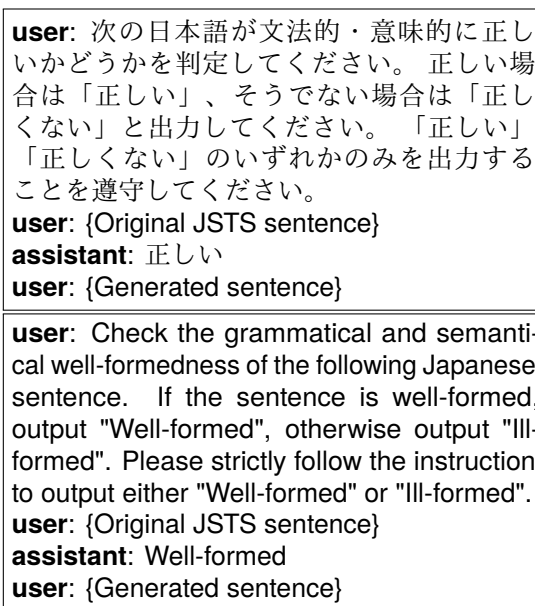 user: 次の日本語が文法的・意味的に正し
いかどうかを判定してください。 正しい場
合は「正しい」、そうでない場合は「正し
くない」と出力してください。 「正しい」
「正しくない」のいずれかのみを出力する
ことを遵守してください。
user: {Original JSTS sentence}
assistant: 正しい
user: {Generated sentence}
user: Check the grammatical and semanti-
cal well-formedness of the following Japanese
sentence. If the sentence is well-formed,
output "Well-formed", otherwise output "Ill-
formed". Please strictly follow the instruction
to output either "Well-formed" or "Ill-formed".
user: {Original JSTS sentence}
assistant: Well-formed
user: {Generated sentence}